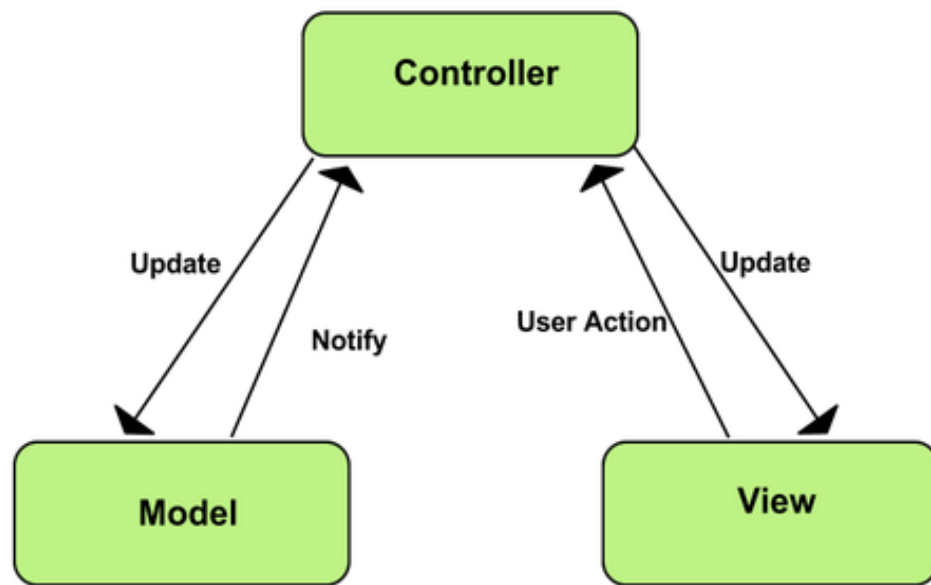 Controller
Update
Update
User Action
Notify
Model
View